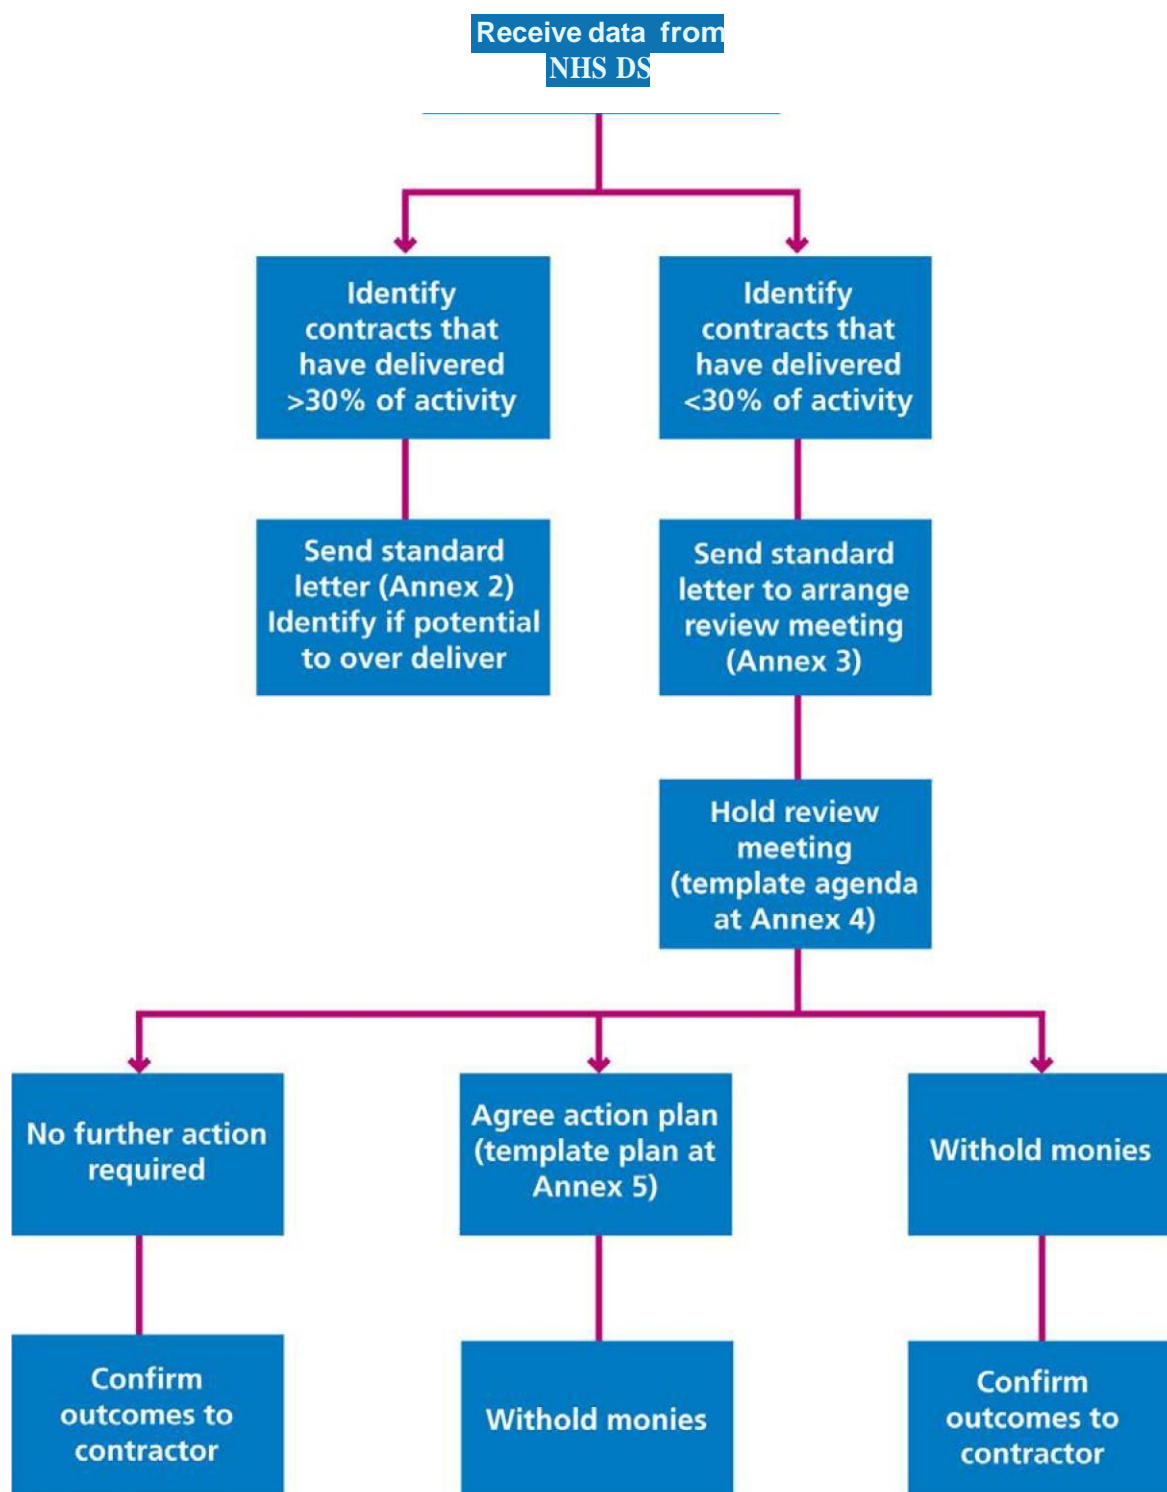 Receive data from
NHS DS
Identify
contracts that
have delivered
>30% of activity
Identify
contracts that
have delivered
<30% of activity
Send standard
letter (Annex 2)
Identify if potential
to over deliver
Send standard
letter to arrange
review meeting
(Annex 3)
Hold review
meeting
(template agenda
at Annex 4)
No further action
required
Agree action plan
(template plan at
Annex 5)
Withold monies
Confirm
outcomes to
contractor
Withold monies
Confirm
outcomes to
contractor